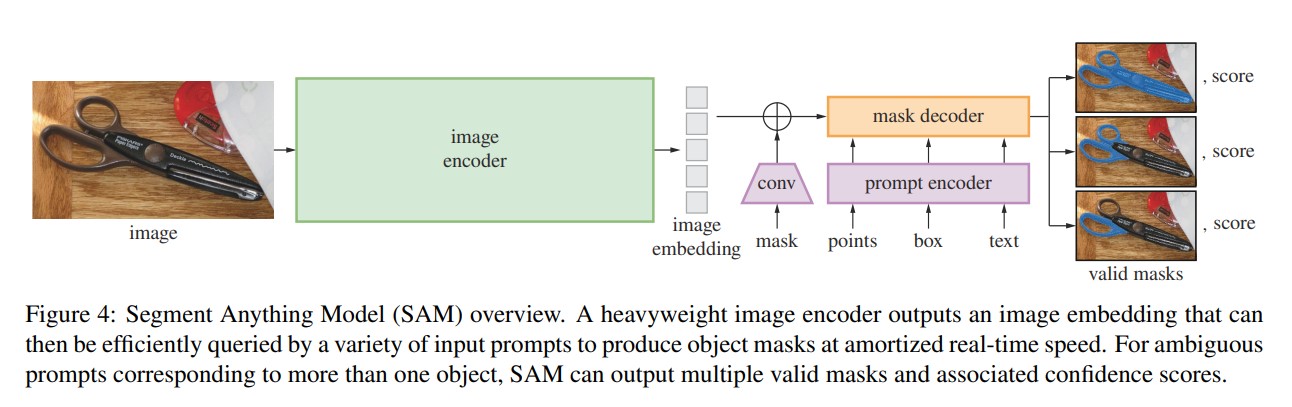 image
encoder
mask decoder
conv
prompt encoder
, score
, score
, score
image
image
embedding
mask
points
box
text
valid masks
Figure 4: Segment Anything Model (SAM) overview. A heavyweight image encoder outputs an image embedding that can
then be efficiently queried by a variety of input prompts to produce object masks at amortized real-time speed. For ambiguous
prompts corresponding to more than one object, SAM can output multiple valid masks and associated confidence scores.